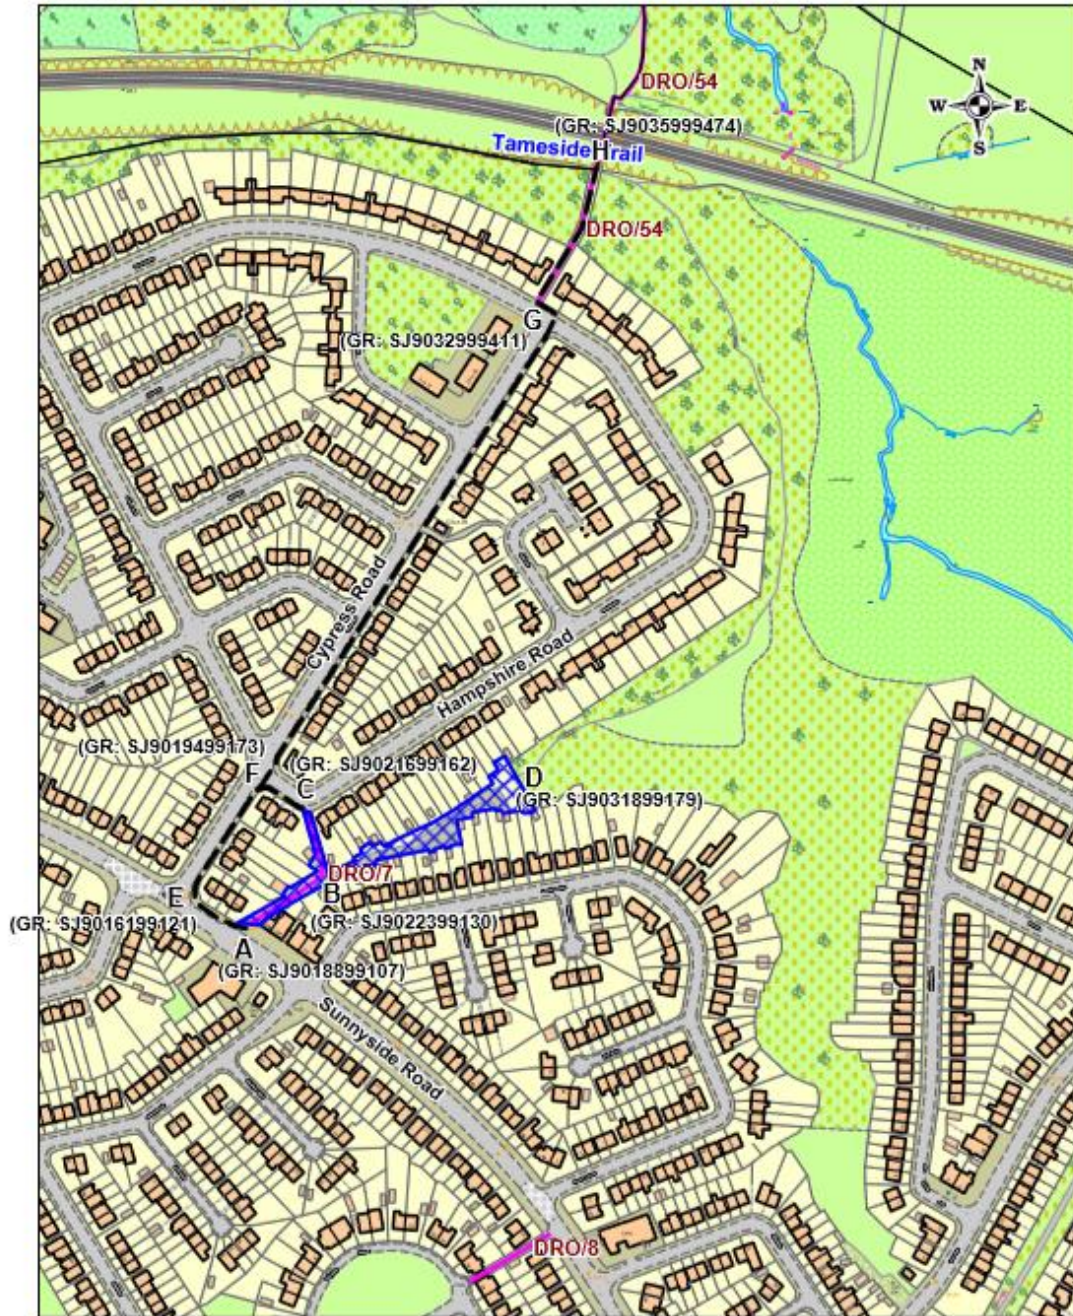 DRO/54
N
W E
S
(GR: SJ9035999474)
Tameside Trail
H
DRO/54
G
(GR: SJ9032999411)
Cypress Road
Hampshire Road
(GR: SJ9019499173)
F
(GR: SJ9021699162)
C
D
(GR: SJ9031899179)
DRO/7
B
E
(GR: SJ9016199121)
(GR: SJ9022399130)
A
(GR: SJ9018899107)
Sunnyside Road
DRO/8